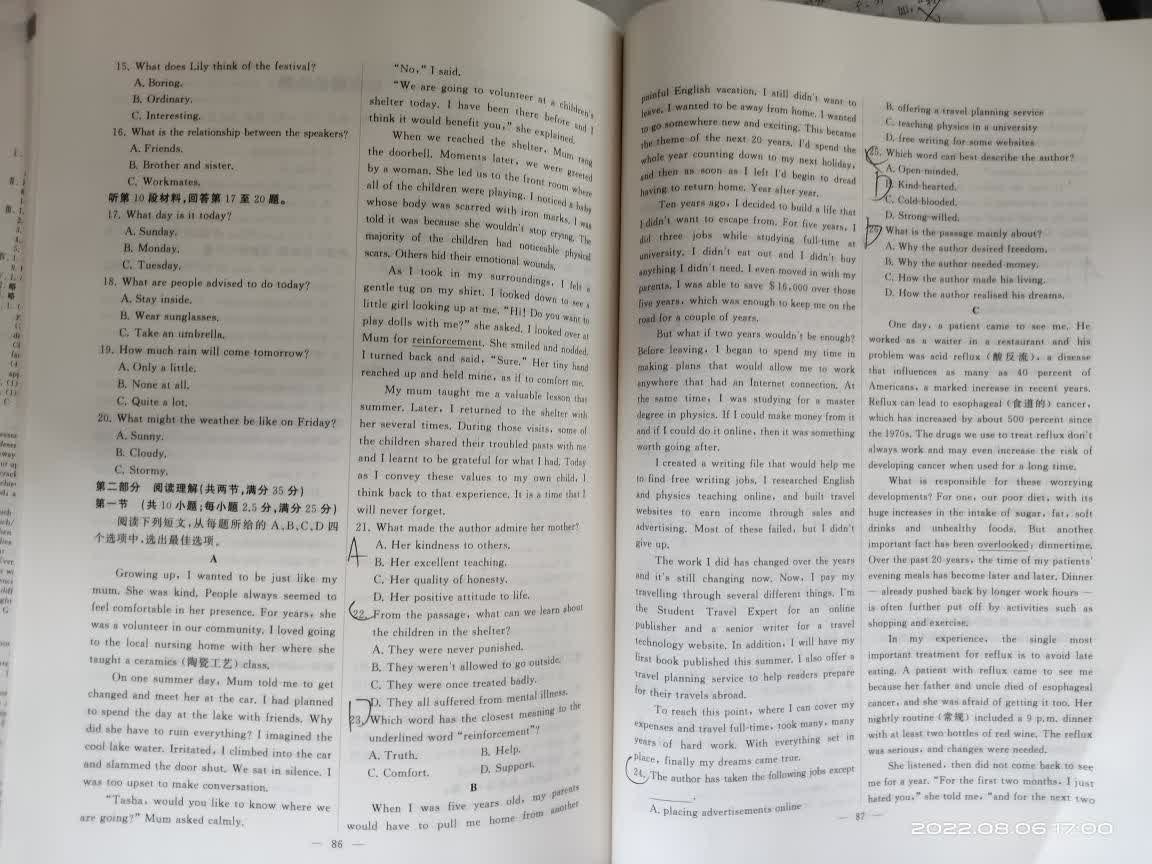 15. What does Lily think of the festival?
A. Boring.
B. Ordinary.
C. Interesting.
16. What is the relationship between the speakers?
A. Friends.
B. Brother and sister.
C. Workmates.
听第 10 段材料,回答第 17 至 20 题。
17. What day is it today?
A. Sunday.
B. Monday.
C. Tuesday.
18. What are people advised to do today?
A. Stay inside.
B. Wear sunglasses.
C. Take an umbrella.
19. How much rain will come tomorrow?
A. Only a little.
B. None at all.
C. Quite a lot.
20. What might the weather be like on Friday?
A. Sunny.
B. Cloudy.
C. Stormy.
第二部分 阅读理解(共两节,满分 35 分)
第一节 (共 10 小题;每小题 2.5 分,满分 25 分)
阅读下列短文,从每题所给的 A、B、C、D 四
个选项中,选出最佳选项。
A
Growing up, I wanted to be just like my
mum. She was kind. People always seemed to
feel comfortable in her presence. For years, she
was a volunteer in our community. I loved going
to the local nursing home with her where she
taught a ceramics (陶瓷工艺) class.
On one summer day, Mum told me to get
changed and meet her at the car. I had planned
to spend the day at the lake with friends. Why
did she have to ruin everything? I imagined the
cool lake water. Irritated, I climbed into the car
and slammed the door shut. We sat in silence. I
was too upset to make conversation.
"Tasha, would you like to know where we
are going?" Mum asked calmly.
"No," I said.
"We are going to volunteer at a children's
shelter today. I have been there before and I
think it would benefit you," she explained.
When we reached the shelter, Mum rang
the doorbell. Moments later, we were greeted
by a woman. She led us to the front room where
all of the children were playing. I noticed a baby
whose body was scarred with iron marks. I was
told it was because she wouldn't stop crying. The
majority of the children had noticeable physical
scars. Others hid their emotional wounds.
As I took in my surroundings, I felt a
gentle tug on my shirt. I looked down to see a
little girl looking up at me. "Hi! Do you want to
play dolls with me?" she asked. I looked over at
Mum for reinforcement. She smiled and nodded.
I turned back and said, "Sure." Her tiny hand
reached up and held mine, as if to comfort me.
My mum taught me a valuable lesson that
summer. Later, I returned to the shelter with
her several times. During those visits, some of
the children shared their troubled pasts with me
and I learnt to be grateful for what I had. Today
as I convey these values to my own child, I
think back to that experience. It is a time that I
will never forget.
21. What made the author admire her mother?
A
A. Her kindness to others.
B. Her excellent teaching.
C. Her quality of honesty.
D. Her positive attitude to life.
22. From the passage, what can we learn about
the children in the shelter?
A. They were never punished.
B. They weren't allowed to go outside.
C. They were once treated badly.
D. They all suffered from mental illness.
23. Which word has the closest meaning to the
underlined word "reinforcement"?
A. Truth. B. Help.
C. Comfort. D. Support.
B
When I was five years old, my parents
would have to pull me home from another
— 86 —
painful English vacation. I still didn't want to
leave. I wanted to be away from home. I wanted
to go somewhere new and exciting. This became
the theme of the next 20 years. I'd spend the
whole year counting down to my next holiday,
and then as soon as I left I'd begin to dread
having to return home. Year after year.
Ten years ago, I decided to build a life that
I didn't want to escape from. For five years, I
did three jobs while studying full-time at
university. I didn't eat out and I didn't buy
anything I didn't need. I even moved in with my
parents. I was able to save $16,000 over those
five years, which was enough to keep me on the
road for a couple of years.
But what if two years wouldn't be enough?
Before leaving, I began to spend my time in
making plans that would allow me to work
anywhere that had an Internet connection. At
the same time, I was studying for a master
degree in physics. If I could make money from it
and if I could do it online, then it was something
worth going after.
I created a writing file that would help me
to find free writing jobs, I researched English
and physics teaching online, and built travel
websites to earn income through sales and
advertising. Most of these failed, but I didn't
give up.
The work I did has changed over the years
and it's still changing now. Now, I pay my
travelling through several different things. I'm
the Student Travel Expert for an online
publisher and a senior writer for a travel
technology website. In addition, I will have my
first book published this summer. I also offer a
travel planning service to help readers prepare
for their travels abroad.
To reach this point, where I can cover my
expenses and travel full-time, took many, many
years of hard work. With everything set in
place, finally my dreams came true.
24. The author has taken the following jobs except
________.
A. placing advertisements online
B. offering a travel planning service
C. teaching physics in a university
D. free writing for some websites
25. Which word can best describe the author?
A. Open-minded.
B. Kind-hearted.
C. Cold-blooded.
D. Strong-willed.
26. What is the passage mainly about?
A. Why the author desired freedom.
B. Why the author needed money.
C. How the author made his living.
D. How the author realised his dreams.
C
One day, a patient came to see me. He
worked as a waiter in a restaurant and his
problem was acid reflux (酸反流), a disease
that influences as many as 40 percent of
Americans, a marked increase in recent years.
Reflux can lead to esophageal (食道的) cancer,
which has increased by about 500 percent since
the 1970s. The drugs we use to treat reflux don't
always work and may even increase the risk of
developing cancer when used for a long time.
What is responsible for these worrying
developments? For one, our poor diet, with its
huge increases in the intake of sugar, fat, soft
drinks and unhealthy foods. But another
important fact has been overlooked: dinnertime.
Over the past 20 years, the time of my patients'
evening meals has become later and later. Dinner
— already pushed back by longer work hours —
is often further put off by activities such as
shopping and exercise.
In my experience, the single most
important treatment for reflux is to avoid late
eating. A patient with reflux came to see me
because her father and uncle died of esophageal
cancer, and she was afraid of getting it too. Her
nightly routine (常规) included a 9 p.m. dinner
with at least two bottles of red wine. The reflux
was serious, and changes were needed.
She listened, then did not come back to see
me for a year. "For the first two months, I just
hated you," she told me, "and for the next two
— 87 —
2022.08.06 17:00